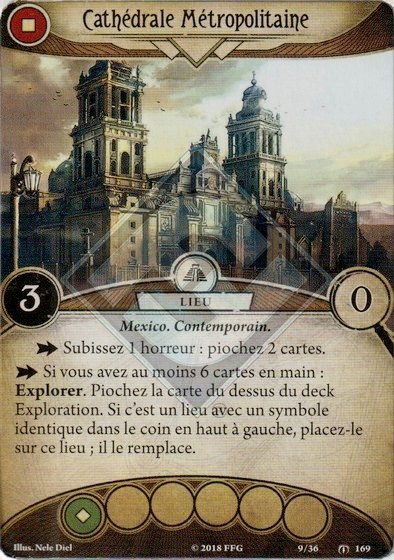 Cathédrale Métropolitaine
3
LIEU
0
Mexico. Contemporain.
Subissez 1 horreur : piochez 2 cartes.
Si vous avez au moins 6 cartes en main :
Explorer. Piochez la carte du dessus du deck
Exploration. Si c'est un lieu avec un symbole
identique dans le coin en haut à gauche, placez-le
sur ce lieu ; il le remplace.
Illus. Nele Diel © 2018 FFG 9/36 169